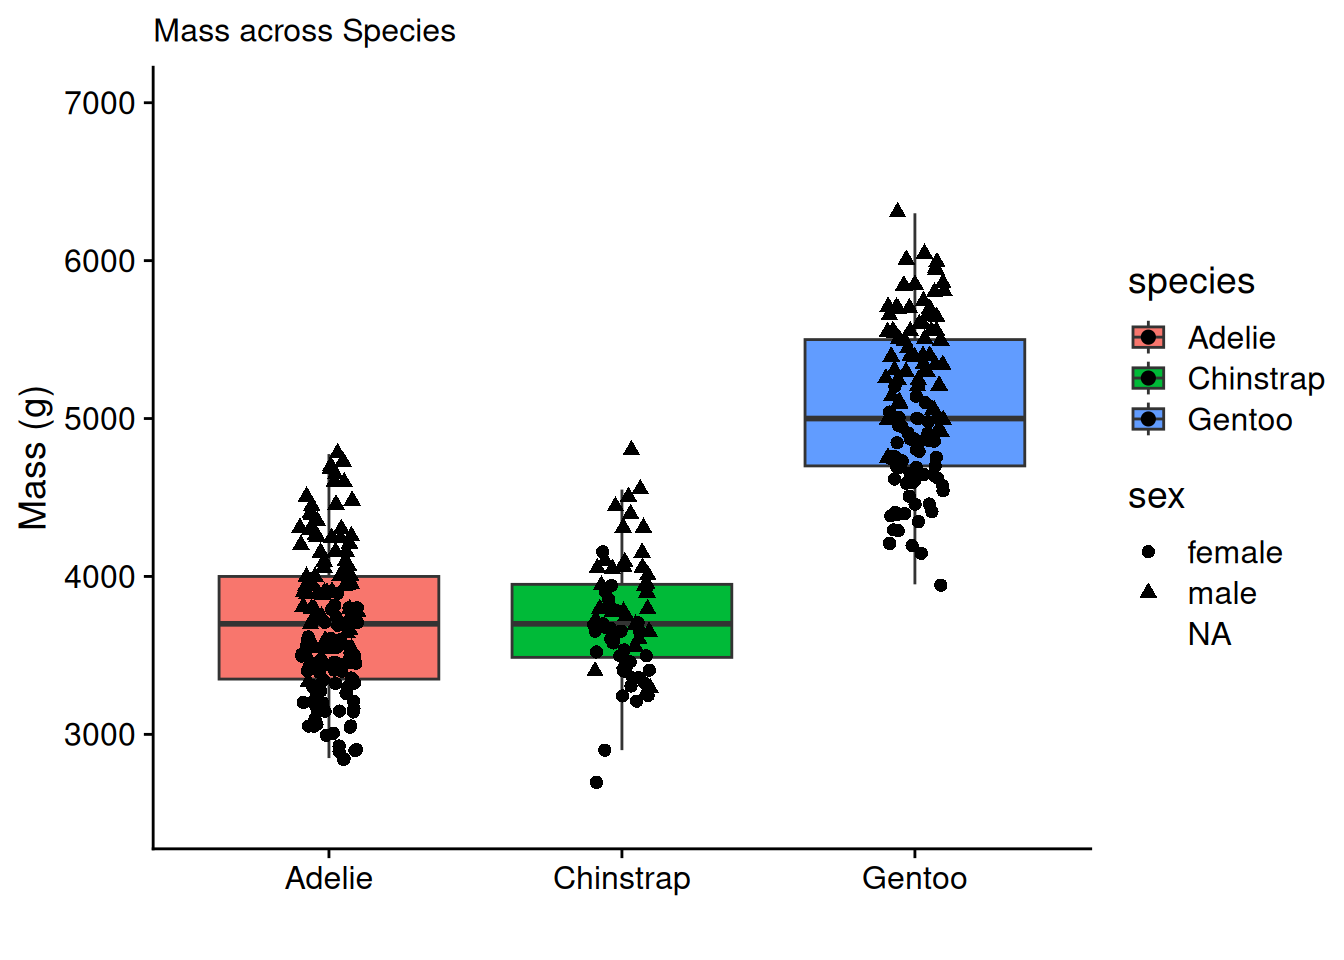 Mass across Species
7000
6000
5000
4000
3000
Mass (g)
Adelie
Chinstrap
Gentoo
species
Adelie
Chinstrap
Gentoo
sex
female
male
NA